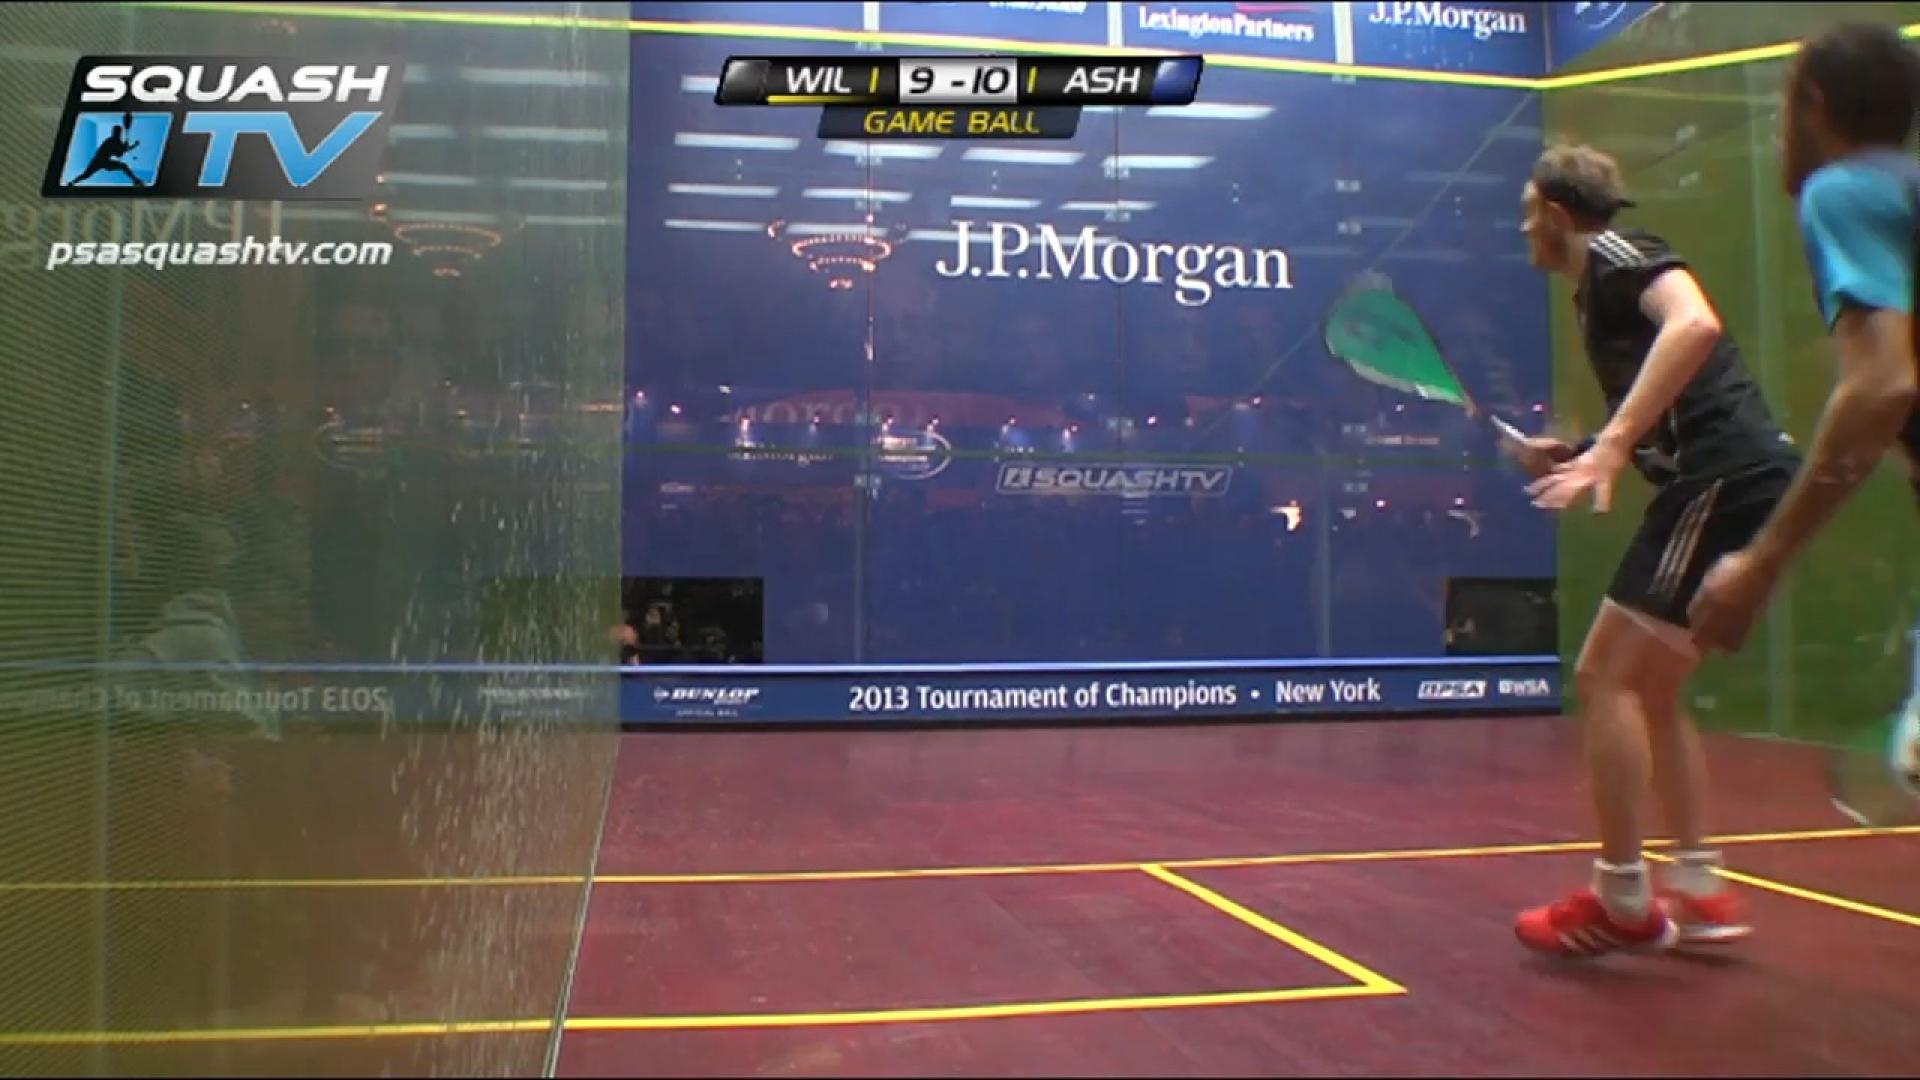 LexingtonPartners
J.P.Morgan
SQUASH
TV
psasquashtv.com
WIL 1 9 -10 1 ASH
GAME BALL
J.P.Morgan
SQUASHTV
DUNLOP
2013 Tournament of Champions • New York
PSA
WSA